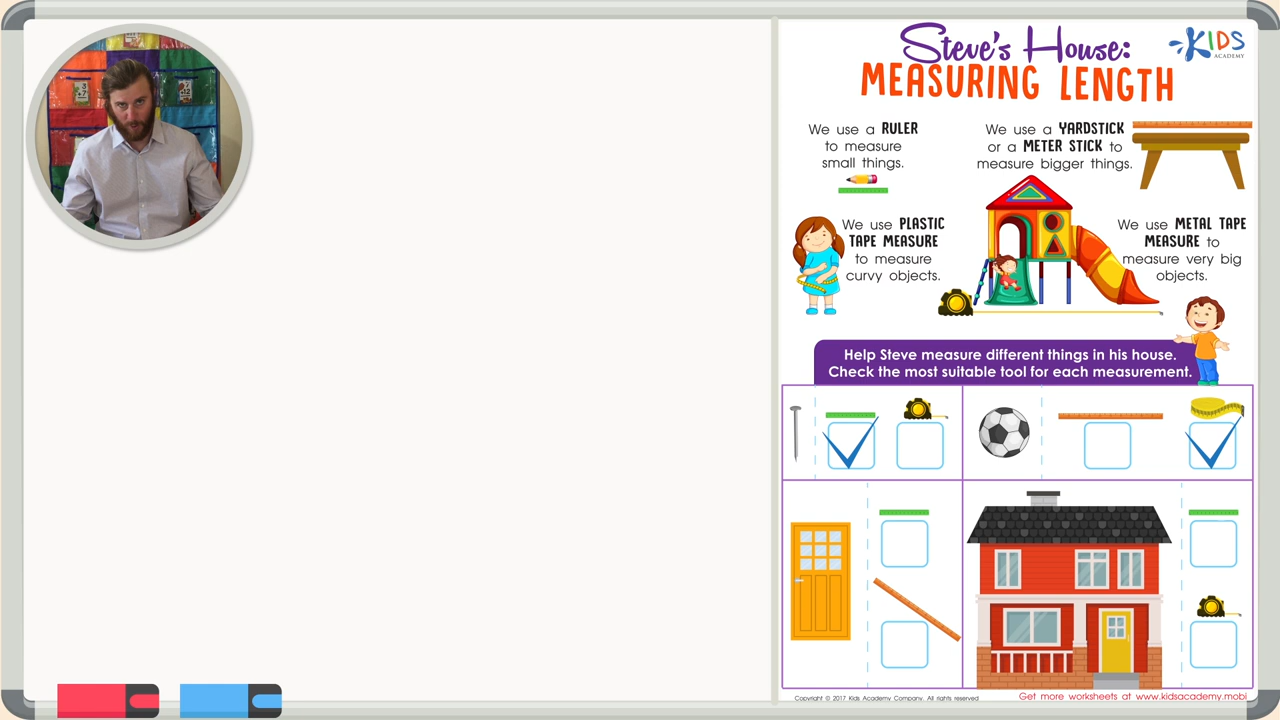 Steve's House:
MEASURING LENGTH
KIDS
ACADEMY
We use a RULER
to measure
small things.
We use a YARDSTICK
or a METER STICK to
measure bigger things.
We use PLASTIC
TAPE MEASURE
to measure
curvy objects.
We use METAL TAPE
MEASURE to
measure very big
objects.
Help Steve measure different things in his house.
Check the most suitable tool for each measurement.
Copyright © 2017 Kids Academy Company. All rights reserved
Get more worksheets at www.kidsacademy.mobi